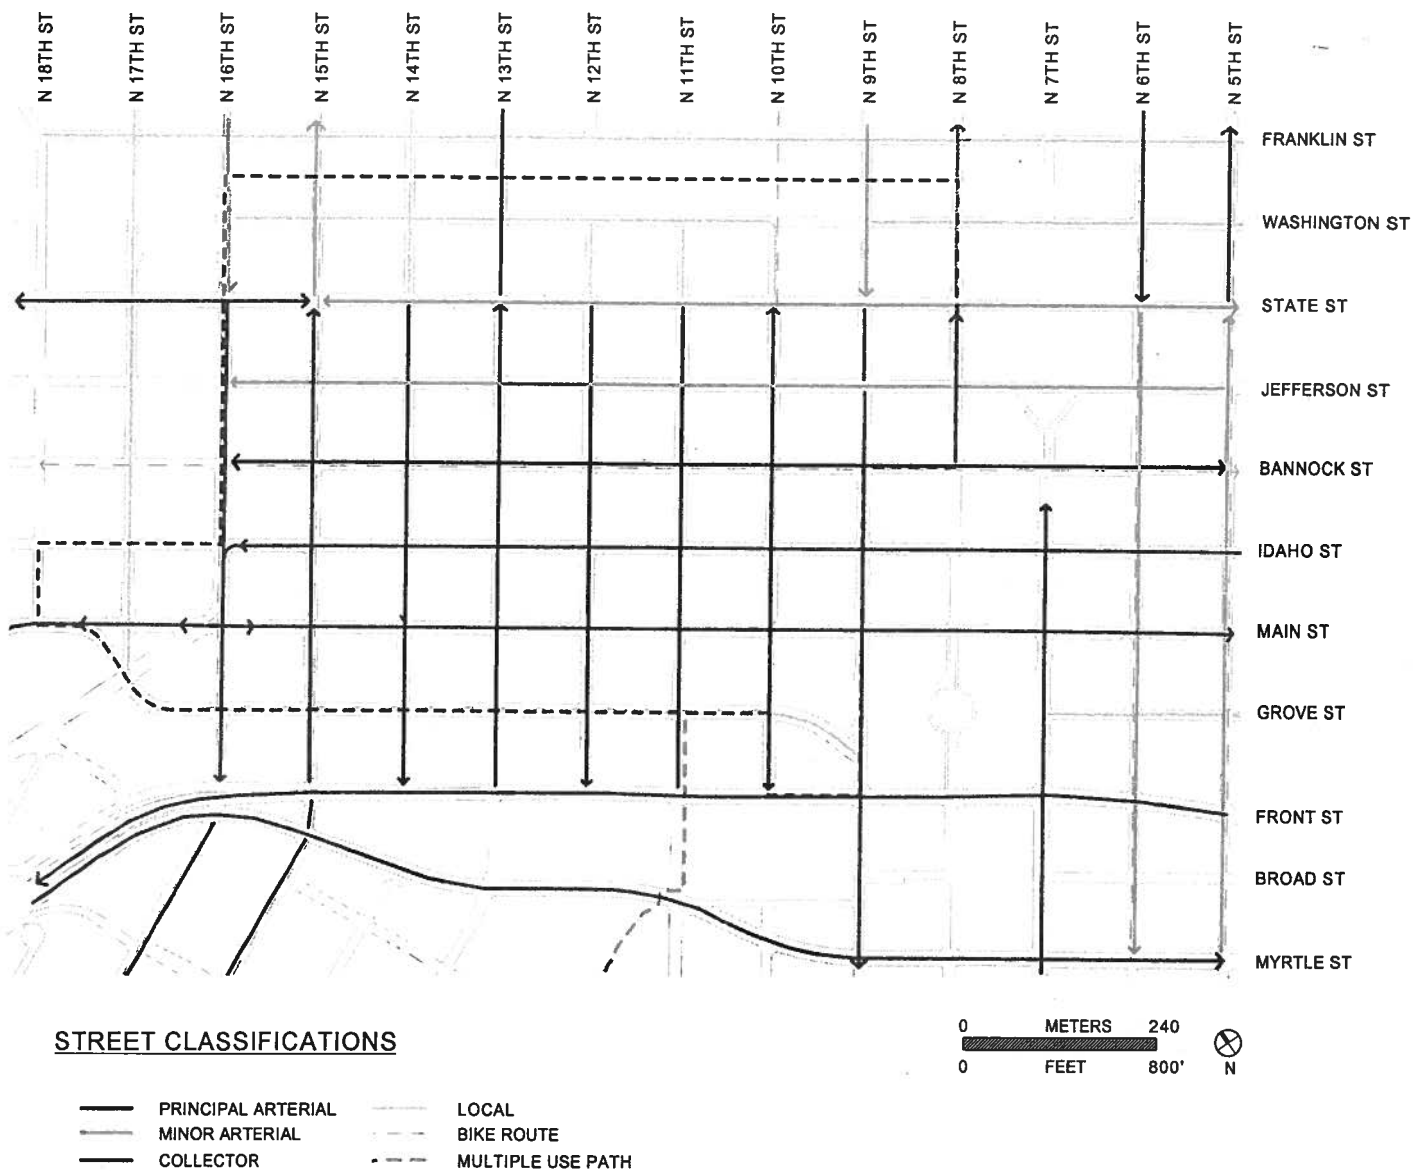 N 18TH ST
N 17TH ST
N 16TH ST
N 15TH ST
N 14TH ST
N 13TH ST
N 12TH ST
N 11TH ST
N 10TH ST
N 9TH ST
N 8TH ST
N 7TH ST
N 6TH ST
N 5TH ST
FRANKLIN ST
WASHINGTON ST
STATE ST
JEFFERSON ST
BANNOCK ST
IDAHO ST
MAIN ST
GROVE ST
FRONT ST
BROAD ST
MYRTLE ST
STREET CLASSIFICATIONS
0 METERS 240
0 FEET 800'
N
PRINCIPAL ARTERIAL
MINOR ARTERIAL
COLLECTOR
LOCAL
BIKE ROUTE
MULTIPLE USE PATH